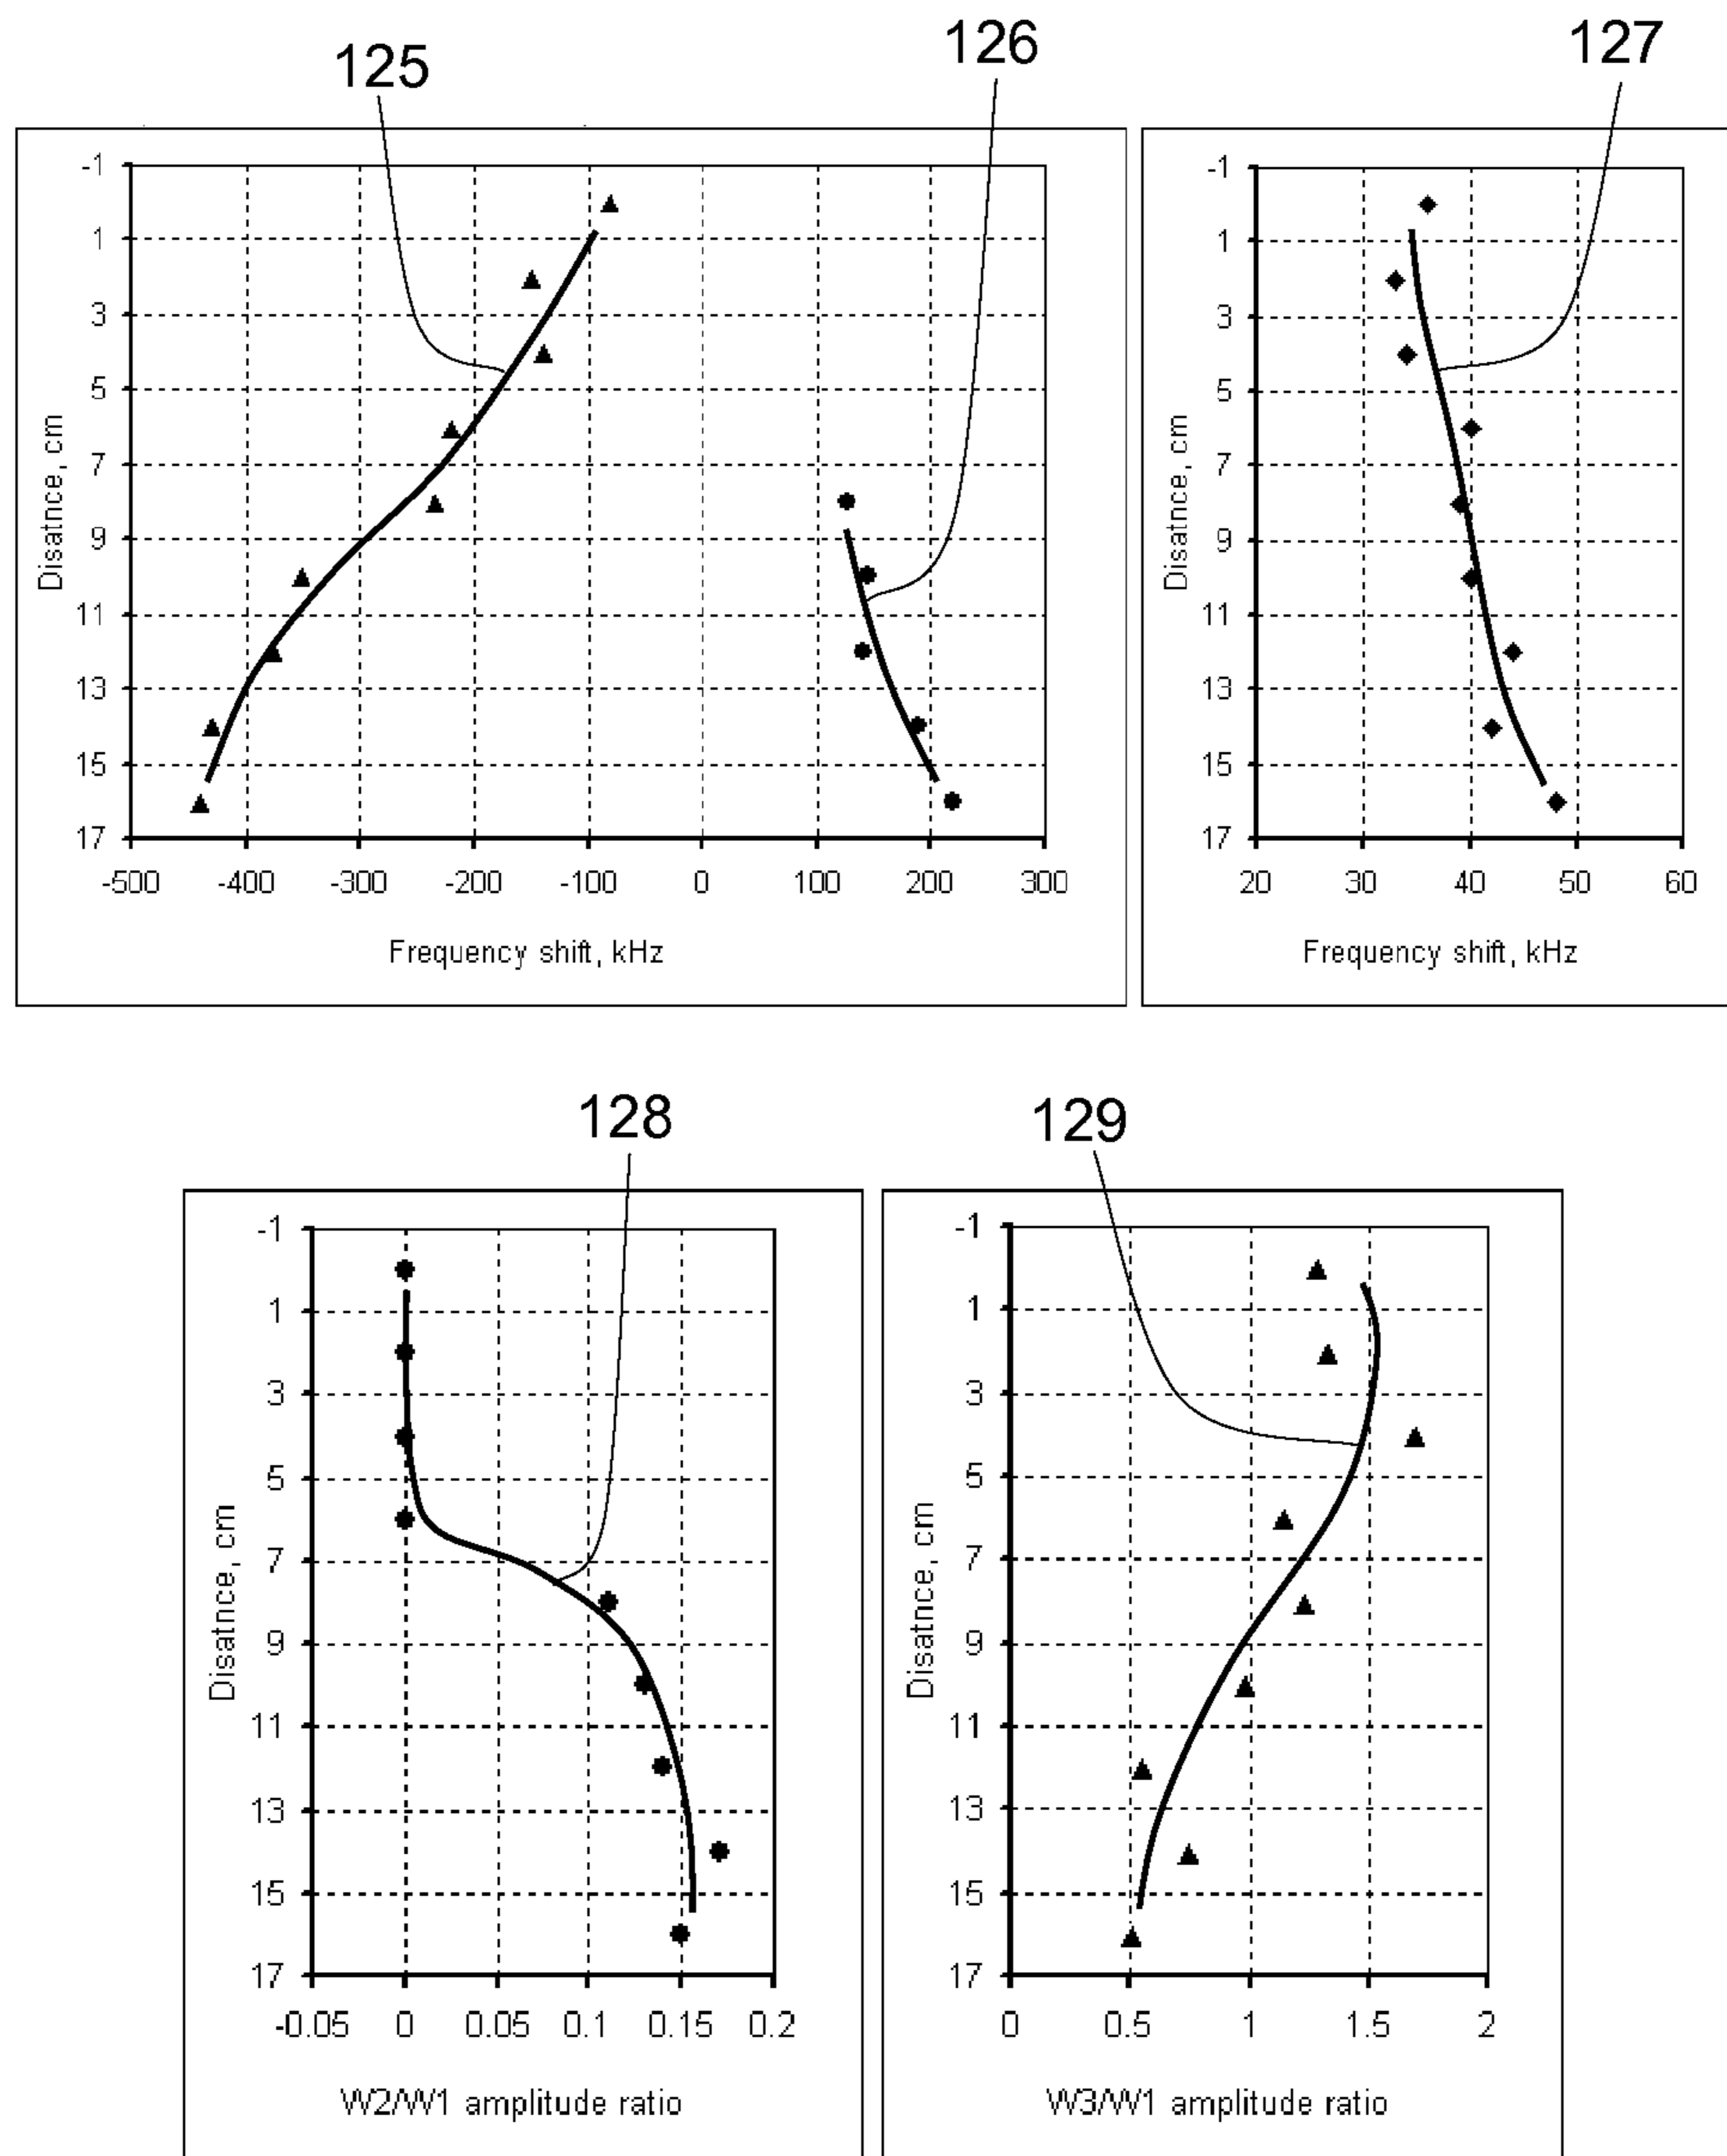 125 126 127
-1 1 3 5 7 9 11 13 15 17
Disatnce, cm
-500 -400 -300 -200 -100 0 100 200 300
Frequency shift, kHz
-1 1 3 5 7 9 11 13 15 17
Disatnce, cm
20 30 40 50 60
Frequency shift, kHz
128 129
-1 1 3 5 7 9 11 13 15 17
Disatnce, cm
-0.05 0 0.05 0.1 0.15 0.2
W2/W1 amplitude ratio
-1 1 3 5 7 9 11 13 15 17
Disatnce, cm
0 0.5 1 1.5 2
W3/W1 amplitude ratio